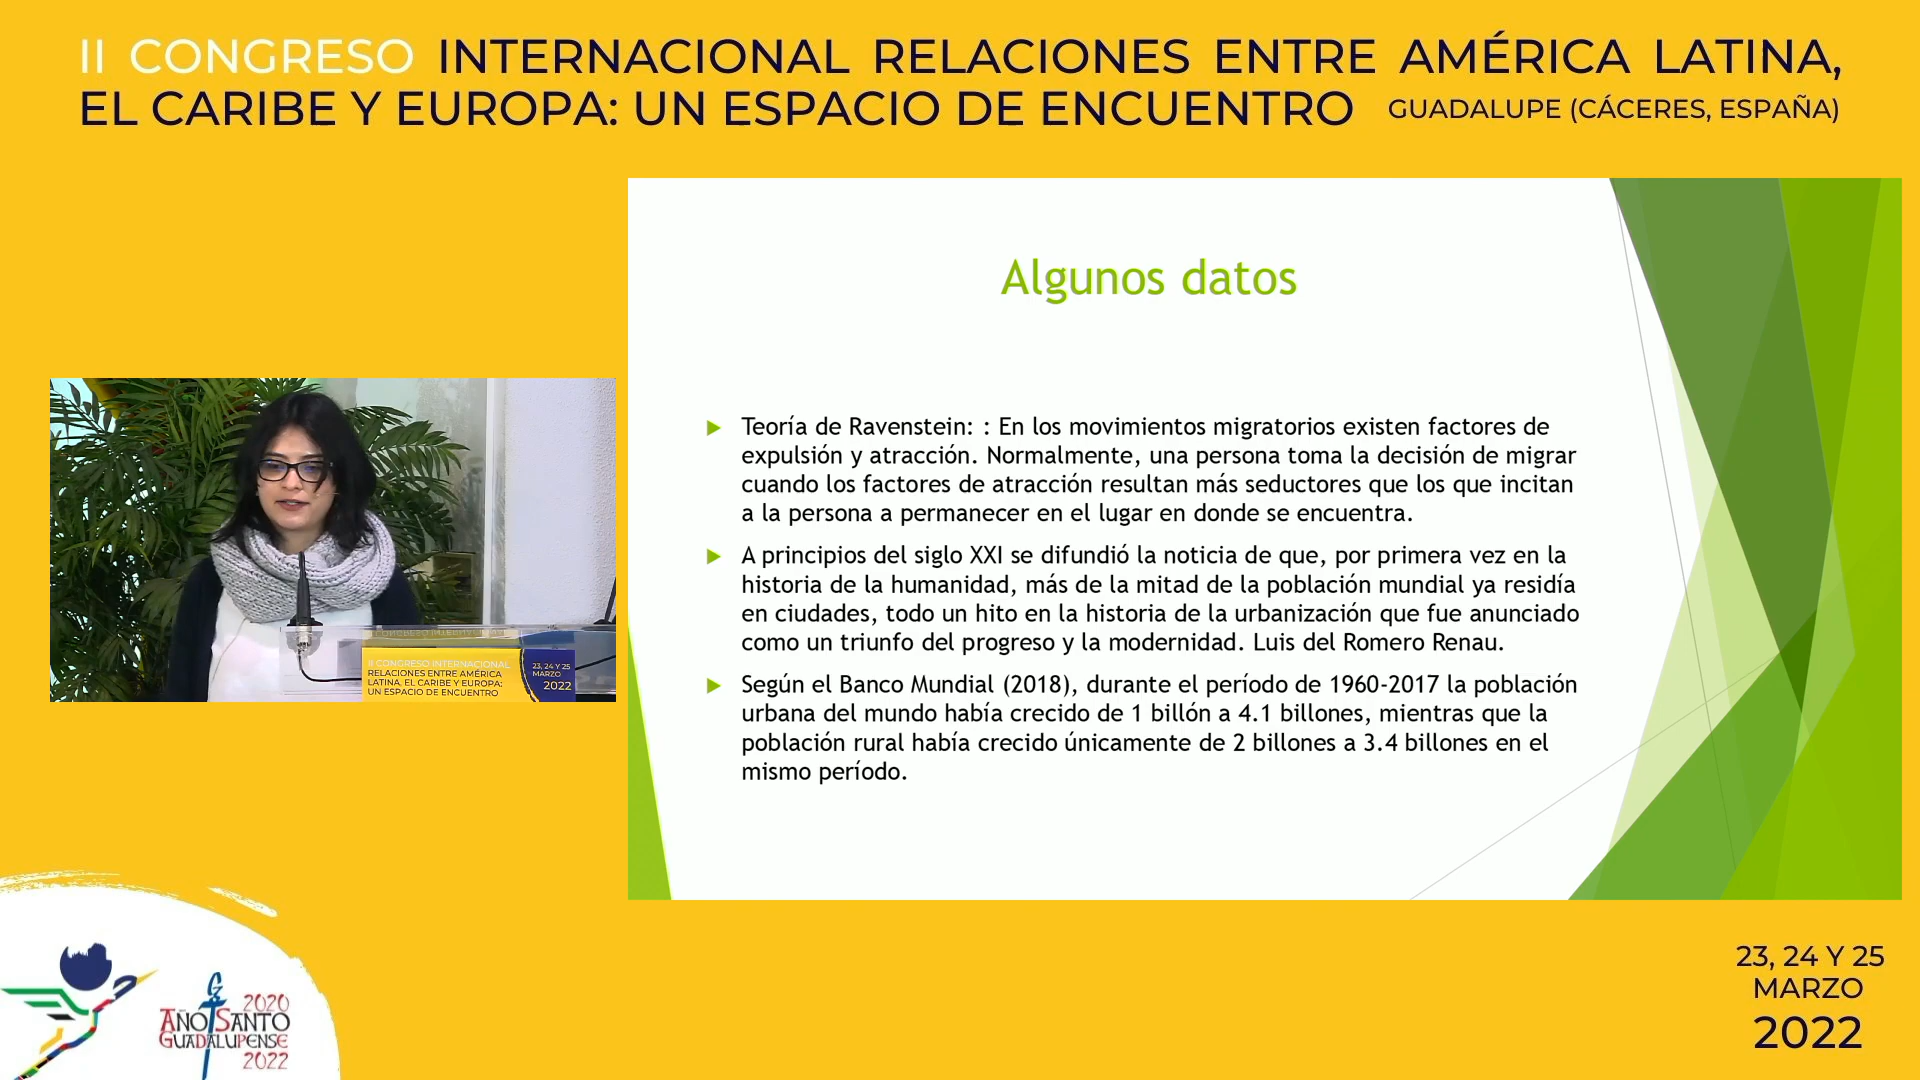 II CONGRESO INTERNACIONAL RELACIONES ENTRE AMÉRICA LATINA,
EL CARIBE Y EUROPA: UN ESPACIO DE ENCUENTRO GUADALUPE (CÁCERES, ESPAÑA)
Algunos datos
Teoría de Ravenstein: : En los movimientos migratorios existen factores de
expulsión y atracción. Normalmente, una persona toma la decisión de migrar
cuando los factores de atracción resultan más seductores que los que incitan
a la persona a permanecer en el lugar en donde se encuentra.
A principios del siglo XXI se difundió la noticia de que, por primera vez en la
historia de la humanidad, más de la mitad de la población mundial ya residía
en ciudades, todo un hito en la historia de la urbanización que fue anunciado
como un triunfo del progreso y la modernidad. Luis del Romero Renau.
Según el Banco Mundial (2018), durante el período de 1960-2017 la población
urbana del mundo había crecido de 1 billón a 4.1 billones, mientras que la
población rural había crecido únicamente de 2 billones a 3.4 billones en el
mismo período.
II CONGRESO INTERNACIONAL
RELACIONES ENTRE AMÉRICA
LATINA, EL CARIBE Y EUROPA:
UN ESPACIO DE ENCUENTRO
23, 24 Y 25
MARZO
2022
2020
AÑO SANTO
GUADALUPENSE
2022
23, 24 Y 25
MARZO
2022